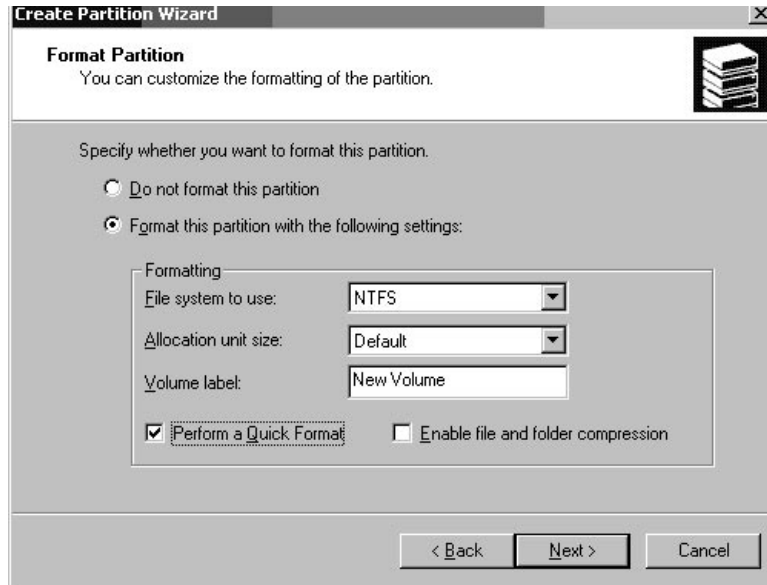 Create Partition Wizard
Format Partition
You can customize the formatting of the partition.
Specify whether you want to format this partition.
Do not format this partition
Format this partition with the following settings:
Formatting
File system to use: NTFS
Allocation unit size: Default
Volume label: New Volume
Perform a Quick Format Enable file and folder compression
< Back Next > Cancel